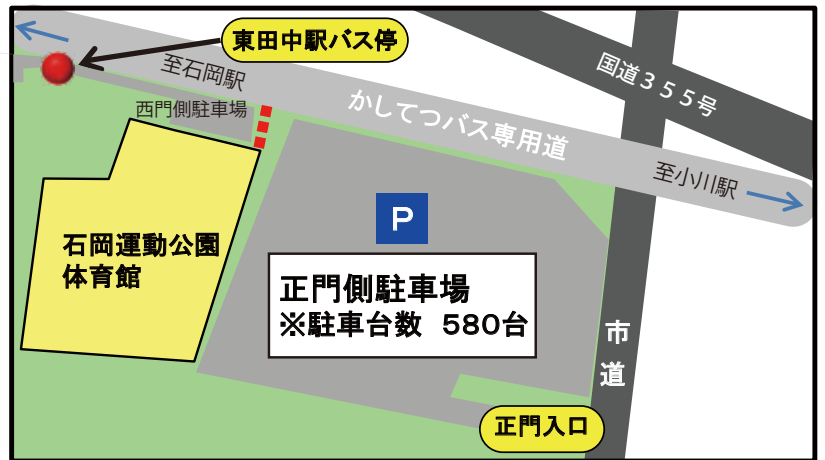 東田中駅バス停
至石岡駅
国道355号
西門側駐車場
かしてつバス専用道
至小川駅
P
石岡運動公園
体育館
正門側駐車場
※駐車台数 580台
市道
正門入口